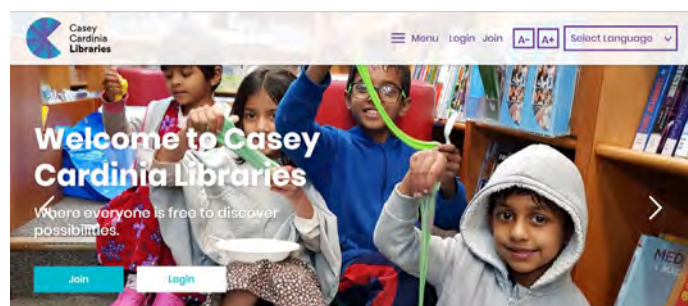 Casey
Cardinia
Libraries
Menu Login Join A- A+ Select Language
Welcome to Casey
Cardinia Libraries
Where everyone is free to discover
possibilities.
Join Login
MED